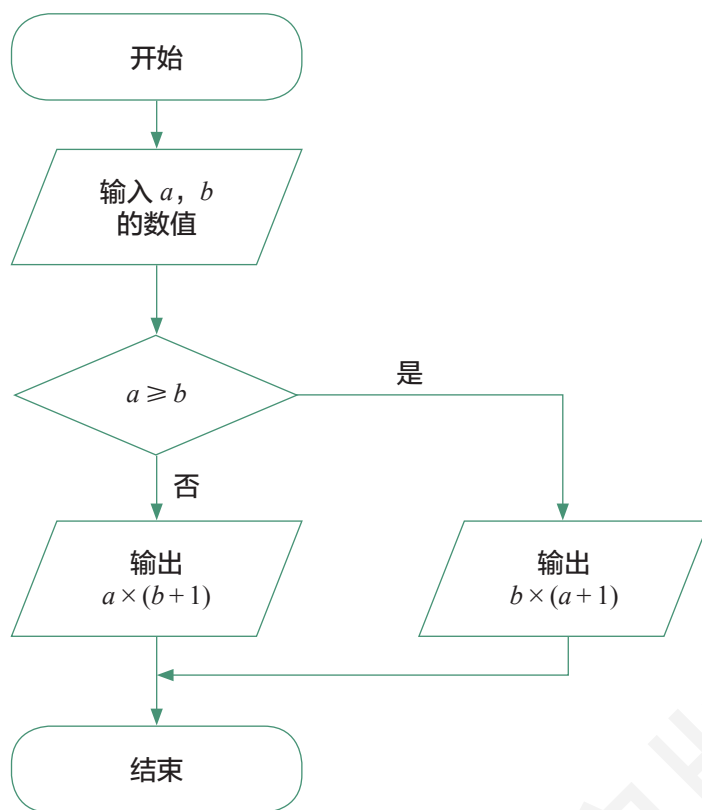 开始
输入 a，b
的数值
a ⩾ b
是
否
输出
a × (b + 1)
输出
b × (a + 1)
结束